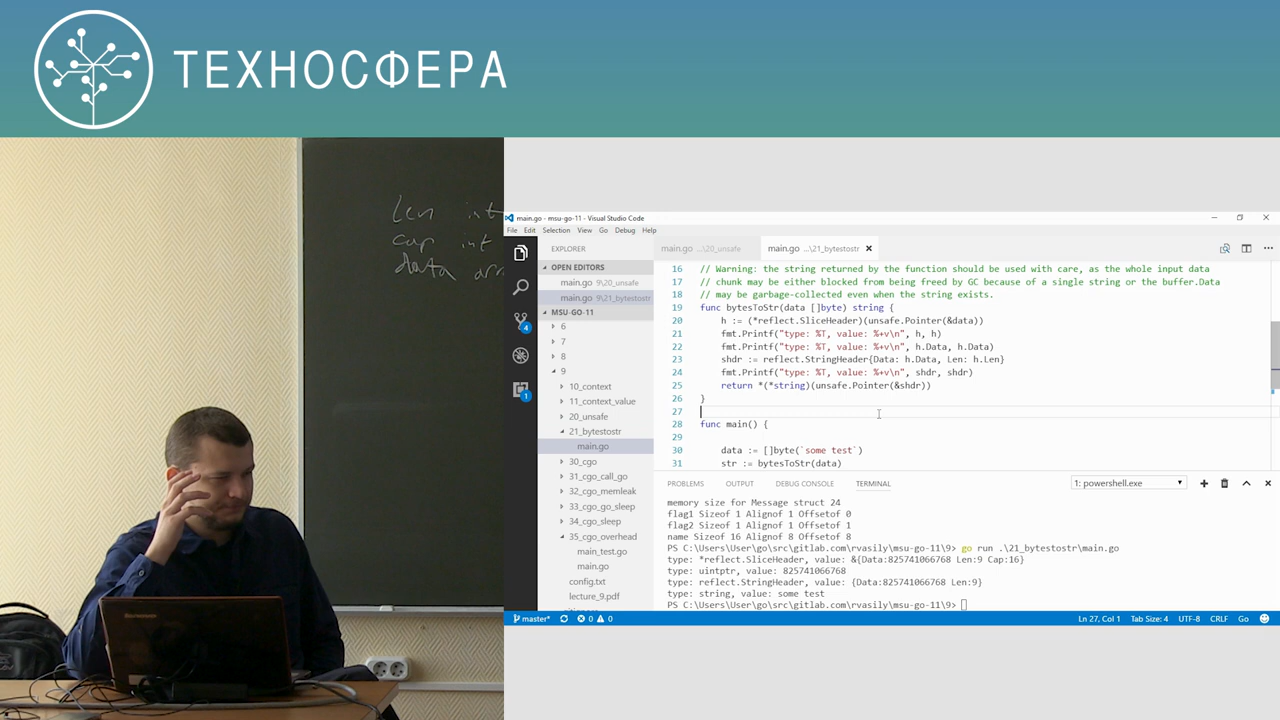 ТЕХНОСФЕРА
len int
cap int
data arr
main.go - msu-go-11 - Visual Studio Code
File Edit Selection View Go Debug Help
EXPLORER
OPEN EDITORS
main.go 9\20_unsafe
main.go 9\21_bytestostr
MSU-GO-11
6
7
8
9
10_context
11_context_value
20_unsafe
21_bytestostr
main.go
30_cgo
31_cgo_call_go
32_cgo_memleak
33_cgo_go_sleep
34_cgo_sleep
35_cgo_overhead
main_test.go
main.go
config.txt
lecture_9.pdf
4
1
main.go ...\20_unsafe
main.go ...\21_bytestostr
16 // Warning: the string returned by the function should be used with care, as the whole input data
17 // chunk may be either blocked from being freed by GC because of a single string or the buffer.Data
18 // may be garbage-collected even when the string exists.
19 func bytesToStr(data []byte) string {
20 h := (*reflect.SliceHeader)(unsafe.Pointer(&data))
21 fmt.Printf("type: %T, value: %+v\n", h, h)
22 fmt.Printf("type: %T, value: %+v\n", h.Data, h.Data)
23 shdr := reflect.StringHeader{Data: h.Data, Len: h.Len}
24 fmt.Printf("type: %T, value: %+v\n", shdr, shdr)
25 return *(*string)(unsafe.Pointer(&shdr))
26 }
27
28 func main() {
29
30 data := []byte(`some test`)
31 str := bytesToStr(data)
PROBLEMS OUTPUT DEBUG CONSOLE TERMINAL 1: powershell.exe
memory size for Message struct 24
flag1 Sizeof 1 Alignof 1 Offsetof 0
flag2 Sizeof 1 Alignof 1 Offsetof 1
name Sizeof 16 Alignof 8 Offsetof 8
PS C:\Users\User\go\src\gitlab.com\rvasily\msu-go-11\9> go run .\21_bytestostr\main.go
type: *reflect.SliceHeader, value: &{Data:825741066768 Len:9 Cap:16}
type: uintptr, value: 825741066768
type: reflect.StringHeader, value: {Data:825741066768 Len:9}
type: string, value: some test
PS C:\Users\User\go\src\gitlab.com\rvasily\msu-go-11\9>
master* 0 0 Ln 27, Col 1 Tab Size: 4 UTF-8 CRLF Go